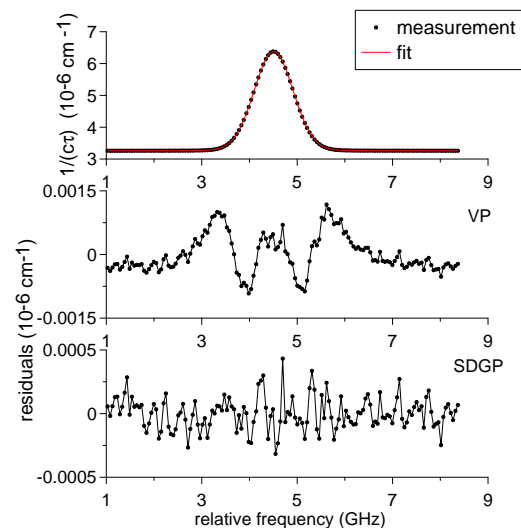 measurement
fit
1/(cτ) (10-6 cm-1)
7
6
5
4
3
1 3 5 7 9
residuals (10-6 cm-1)
0.0015
VP
0
-0.0015
1 3 5 7 9
0.0005
SDGP
0
-0.0005
1 3 5 7 9
relative frequency (GHz)